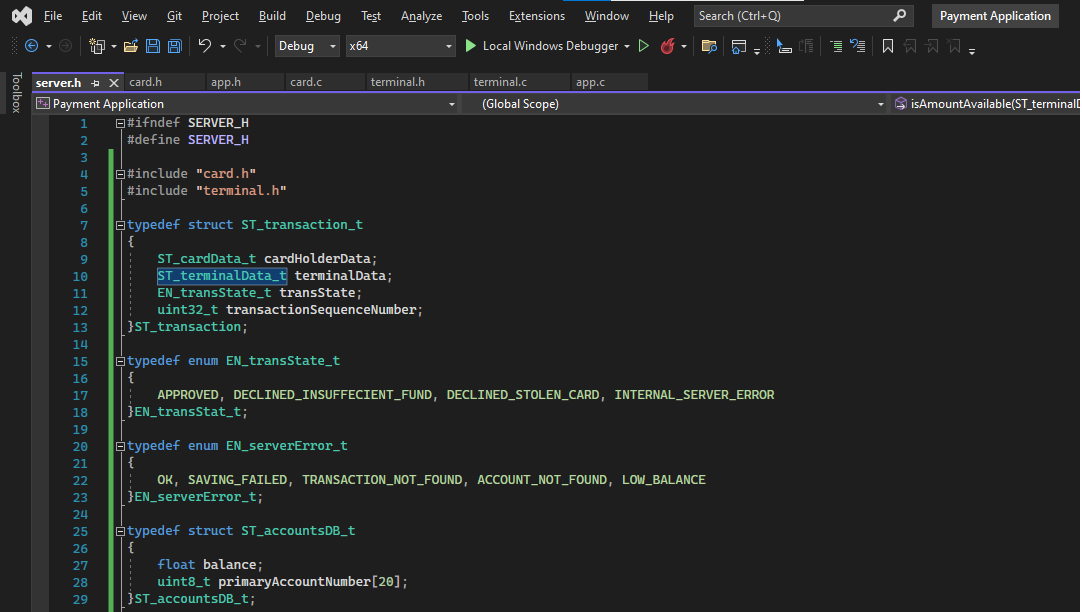 File Edit View Git Project Build Debug Test Analyze Tools Extensions Window Help Search (Ctrl+Q) Payment Application
Debug x64 Local Windows Debugger
Toolbox
server.h card.h app.h card.c terminal.h terminal.c app.c
Payment Application (Global Scope) isAmountAvailable(ST_terminalD
1 #ifndef SERVER_H
2 #define SERVER_H
3
4 #include "card.h"
5 #include "terminal.h"
6
7 typedef struct ST_transaction_t
8 {
9 ST_cardData_t cardHolderData;
10 ST_terminalData_t terminalData;
11 EN_transState_t transState;
12 uint32_t transactionSequenceNumber;
13 }ST_transaction;
14
15 typedef enum EN_transState_t
16 {
17 APPROVED, DECLINED_INSUFFECIENT_FUND, DECLINED_STOLEN_CARD, INTERNAL_SERVER_ERROR
18 }EN_transStat_t;
19
20 typedef enum EN_serverError_t
21 {
22 OK, SAVING_FAILED, TRANSACTION_NOT_FOUND, ACCOUNT_NOT_FOUND, LOW_BALANCE
23 }EN_serverError_t;
24
25 typedef struct ST_accountsDB_t
26 {
27 float balance;
28 uint8_t primaryAccountNumber[20];
29 }ST_accountsDB_t;